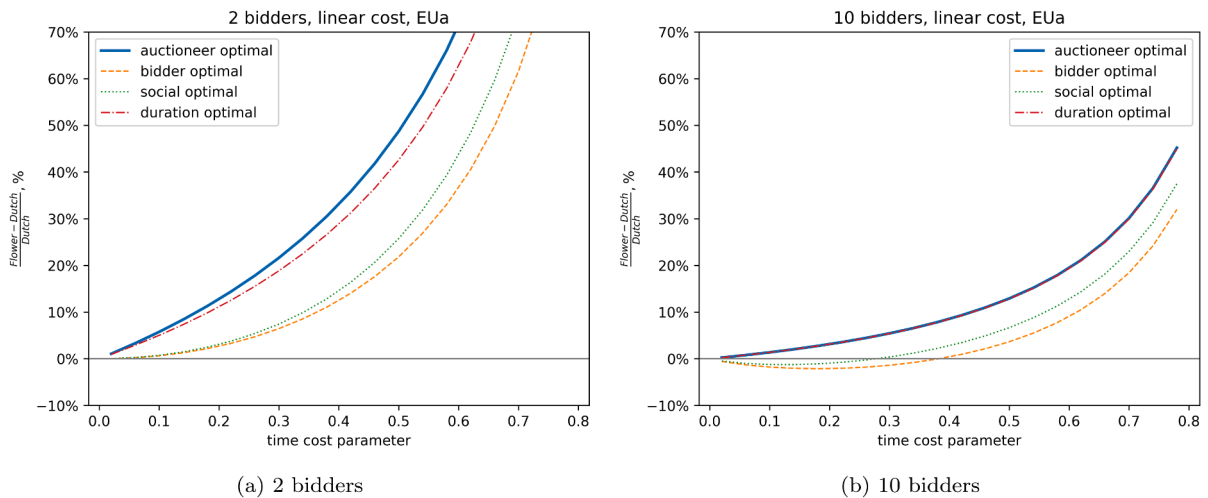 2 bidders, linear cost, EUa
70%
60%
50%
40%
30%
20%
10%
0%
−10%
Flower − Dutch
Dutch
, %
auctioneer optimal
bidder optimal
social optimal
duration optimal
0.0 0.1 0.2 0.3 0.4 0.5 0.6 0.7 0.8
time cost parameter
(a) 2 bidders
10 bidders, linear cost, EUa
70%
60%
50%
40%
30%
20%
10%
0%
−10%
Flower − Dutch
Dutch
, %
auctioneer optimal
bidder optimal
social optimal
duration optimal
0.0 0.1 0.2 0.3 0.4 0.5 0.6 0.7 0.8
time cost parameter
(b) 10 bidders